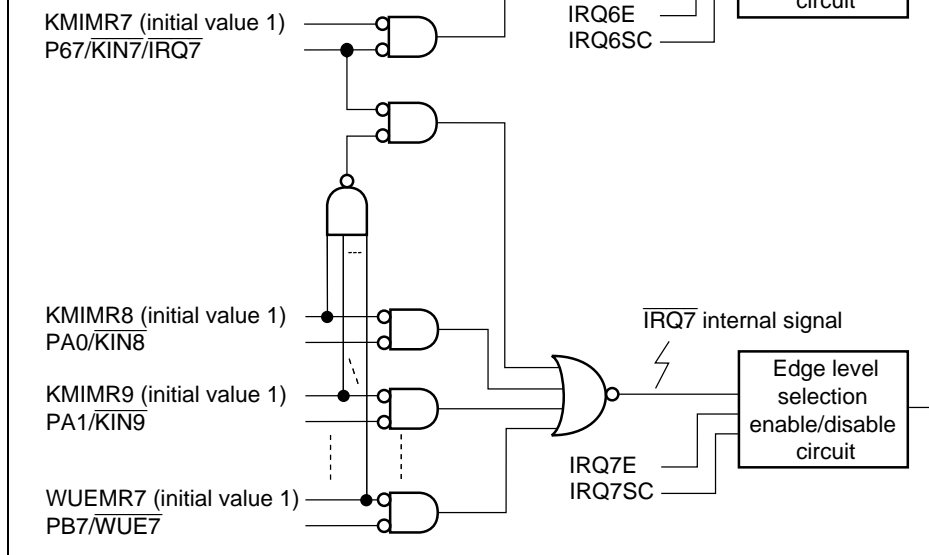 KMIMR7 (initial value 1)
P67/KIN7/IRQ7
IRQ6E
IRQ6SC
circuit
KMIMR8 (initial value 1)
PA0/KIN8
KMIMR9 (initial value 1)
PA1/KIN9
WUEMR7 (initial value 1)
PB7/WUE7
IRQ7 internal signal
Edge level
selection
enable/disable
circuit
IRQ7E
IRQ7SC